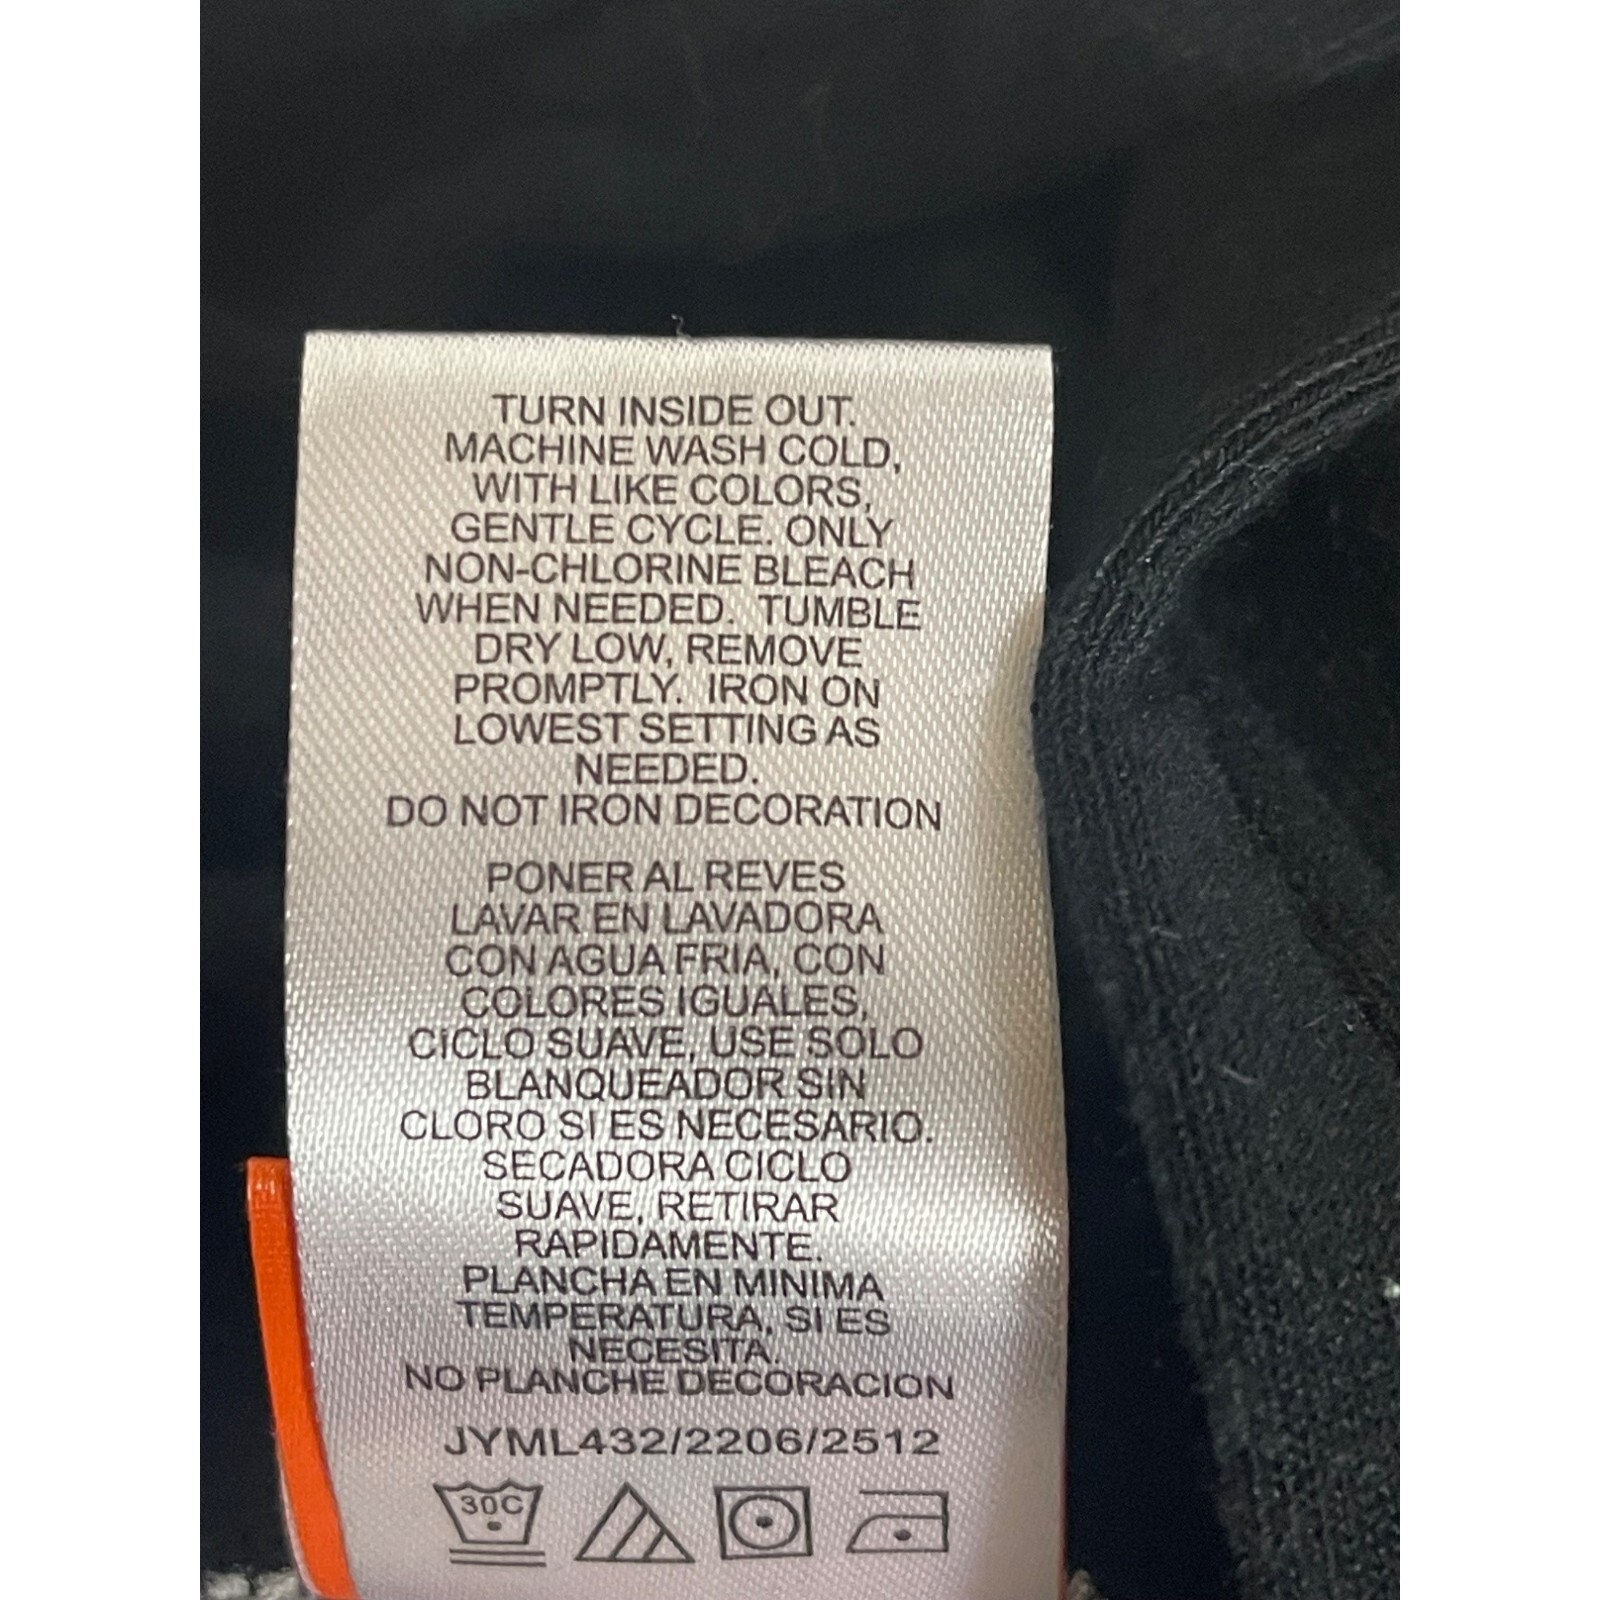 TURN INSIDE OUT.
MACHINE WASH COLD,
WITH LIKE COLORS,
GENTLE CYCLE. ONLY
NON-CHLORINE BLEACH
WHEN NEEDED. TUMBLE
DRY LOW, REMOVE
PROMPTLY. IRON ON
LOWEST SETTING AS
NEEDED.
DO NOT IRON DECORATION
PONER AL REVES
LAVAR EN LAVADORA
CON AGUA FRIA, CON
COLORES IGUALES,
CICLO SUAVE, USE SOLO
BLANQUEADOR SIN
CLORO SI ES NECESARIO.
SECADORA CICLO
SUAVE, RETIRAR
RAPIDAMENTE.
PLANCHA EN MINIMA
TEMPERATURA, SI ES
NECESITA.
NO PLANCHE DECORACION
JYML432/2206/2512
30C